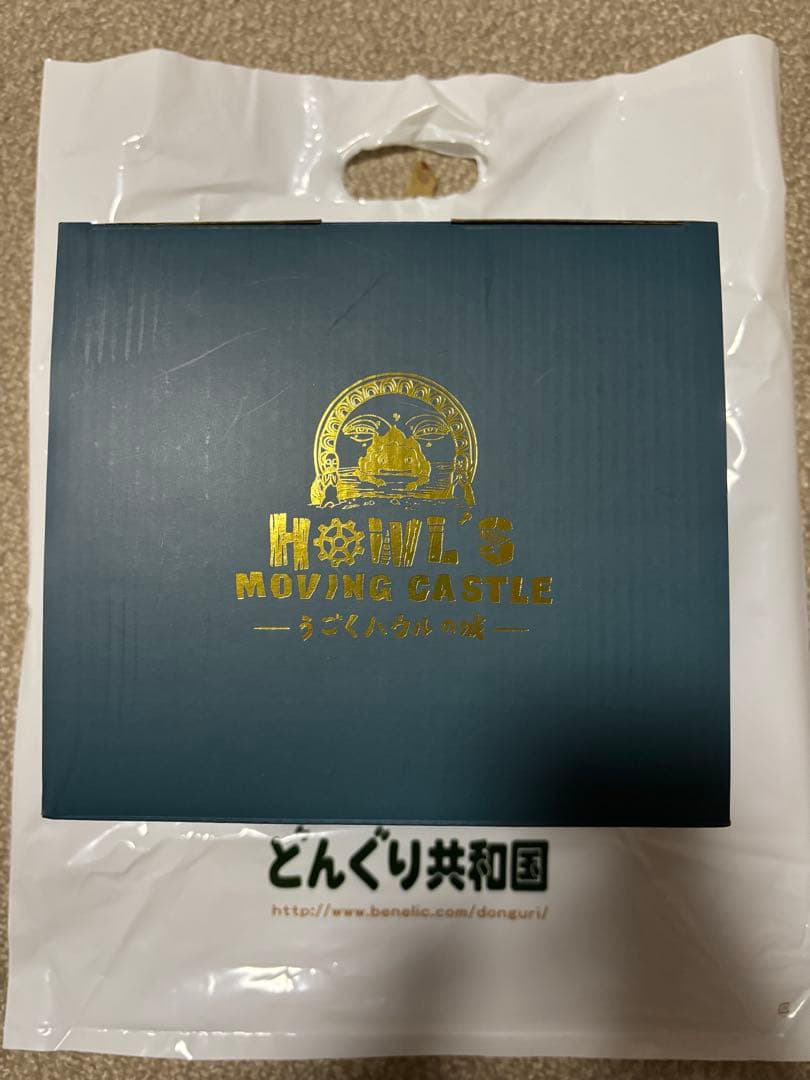 HOWL'S
MOVING CASTLE
うごくハウルの城
どんぐり共和国
http://www.benelic.com/donguri/